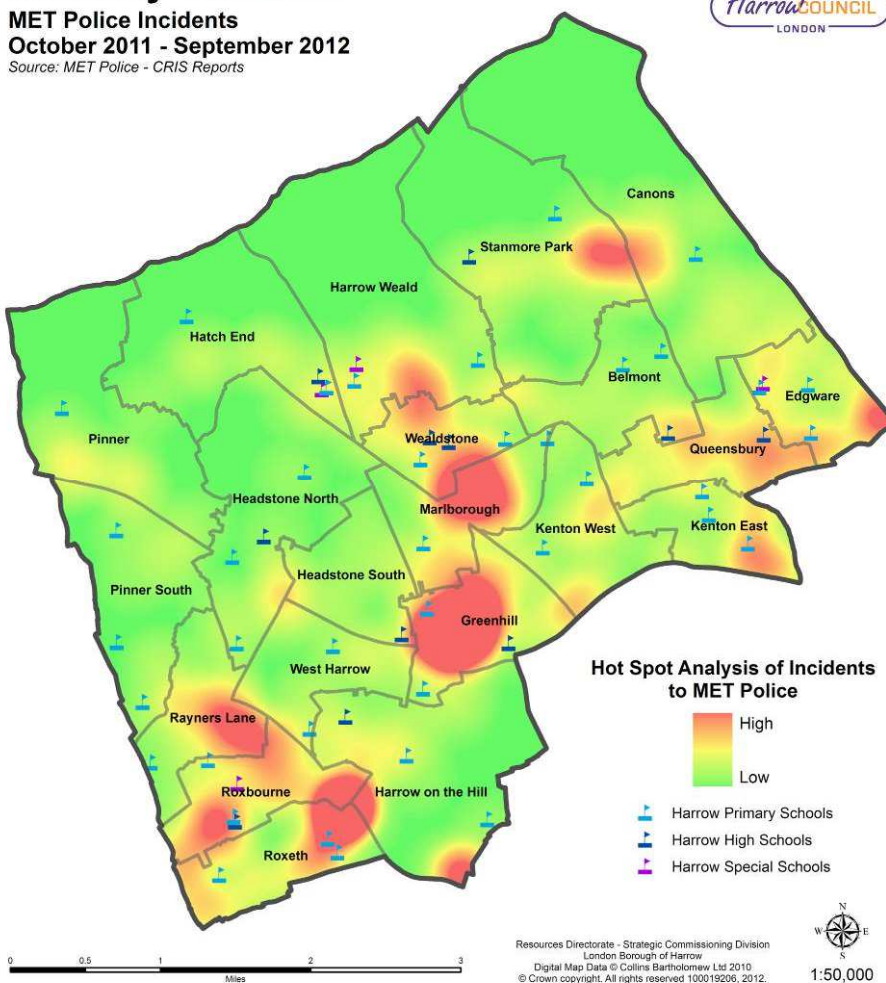 MET Police Incidents
October 2011 - September 2012
Source: MET Police - CRIS Reports
Harrow COUNCIL
LONDON
Canons
Stanmore Park
Harrow Weald
Hatch End
Belmont
Edgware
Pinner
Wealdstone
Queensbury
Headstone North
Marlborough
Kenton West
Kenton East
Headstone South
Pinner South
Greenhill
West Harrow
Rayners Lane
Roxbourne
Harrow on the Hill
Roxeth
Hot Spot Analysis of Incidents
to MET Police
High
Low
Harrow Primary Schools
Harrow High Schools
Harrow Special Schools
0 0.5 1 2 3
Miles
Resources Directorate - Strategic Commissioning Division
London Borough of Harrow
Digital Map Data © Collins Bartholomew Ltd 2010
© Crown copyright. All rights reserved 100019206, 2012.
N
W E
S
1:50,000